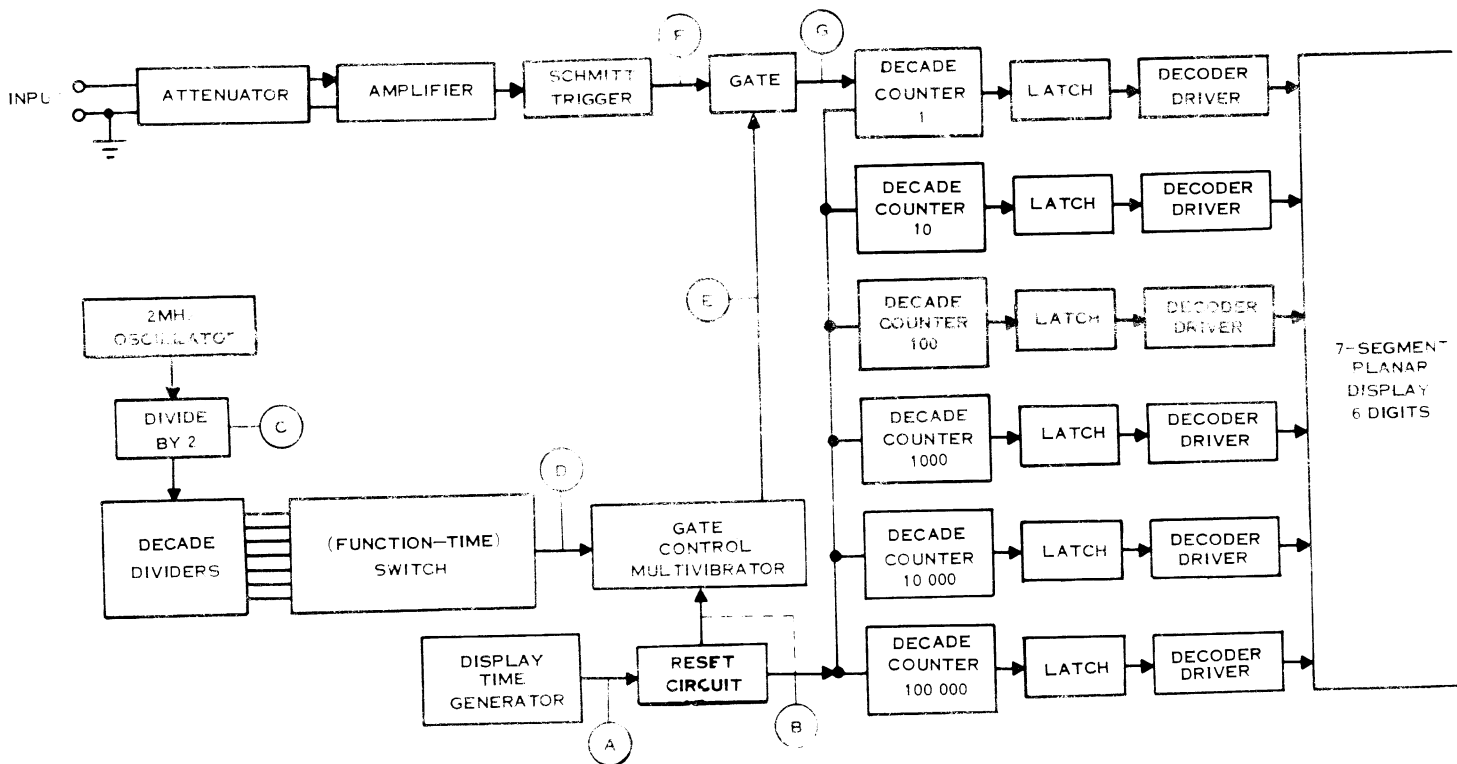 INPU
ATTENUATOR
AMPLIFIER
SCHMITT
TRIGGER
F
GATE
G
DECADE
COUNTER
1
LATCH
DECODER
DRIVER
DECADE
COUNTER
10
LATCH
DECODER
DRIVER
E
2MH
OSCILLATOR
DECADE
COUNTER
100
LATCH
DECODER
DRIVER
7-SEGMENT
PLANAR
DISPLAY
6 DIGITS
DIVIDE
BY 2
C
DECADE
COUNTER
1000
LATCH
DECODER
DRIVER
D
DECADE
DIVIDERS
(FUNCTION-TIME)
SWITCH
GATE
CONTROL
MULTIVIBRATOR
DECADE
COUNTER
10 000
LATCH
DECODER
DRIVER
DISPLAY
TIME
GENERATOR
RESET
CIRCUIT
DECADE
COUNTER
100 000
LATCH
DECODER
DRIVER
A
B